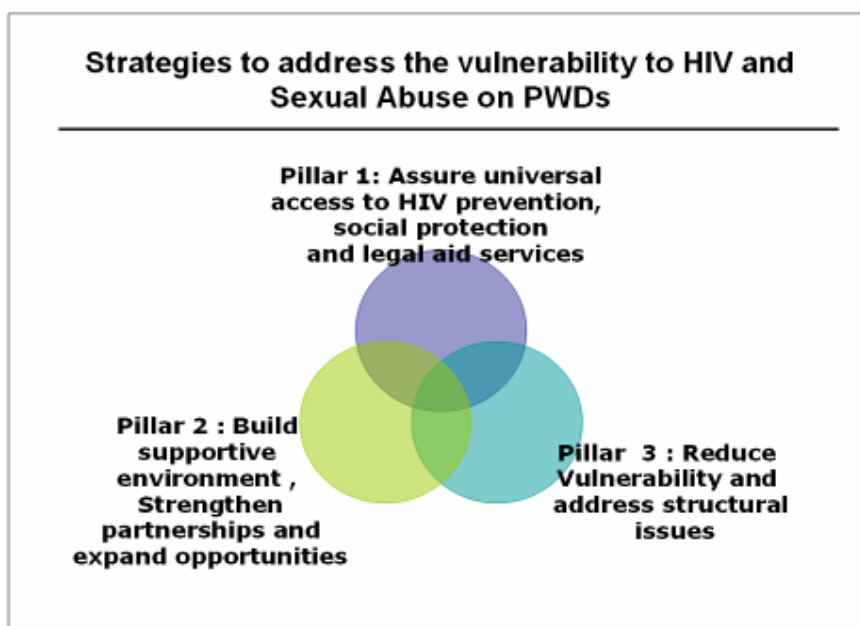 Strategies to address the vulnerability to HIV and
Sexual Abuse on PWDs
Pillar 1: Assure universal
access to HIV prevention,
social protection
and legal aid services
Pillar 2 : Build
supportive
environment ,
Strengthen
partnerships and
expand opportunities
Pillar 3 : Reduce
Vulnerability and
address structural
issues